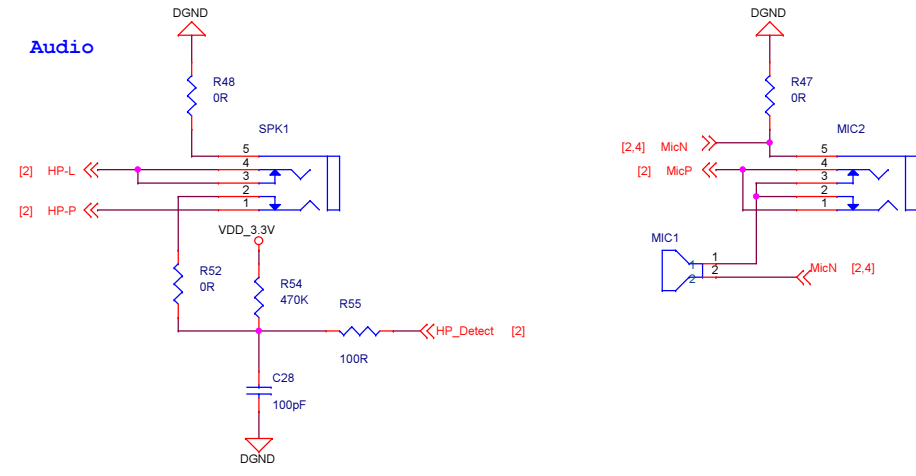 DGND
Audio
R48
0R
SPK1
5
4
3
2
1
[2] HP-L
[2] HP-P
VDD_3.3V
R52
0R
R54
470K
R55
100R
HP_Detect [2]
C28
100pF
DGND
DGND
R47
0R
MIC2
[2,4] MicN
[2] MicP
5
4
3
2
1
MIC1
1
2
1
2
MicN [2,4]